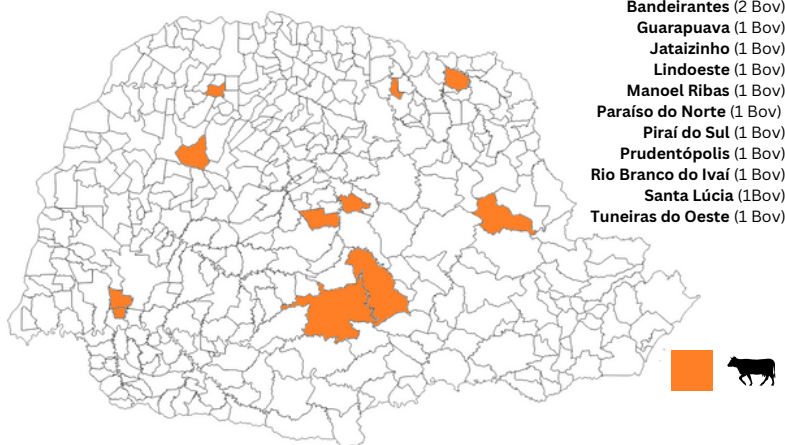 Bandeirantes (2 Bov)
Guarapuava (1 Bov)
Jataizinho (1 Bov)
Lindoeste (1 Bov)
Manoel Ribas (1 Bov)
Paraíso do Norte (1 Bov)
Piraí do Sul (1 Bov)
Prudentópolis (1 Bov)
Rio Branco do Ivaí (1 Bov)
Santa Lúcia (1Bov)
Tuneiras do Oeste (1 Bov)